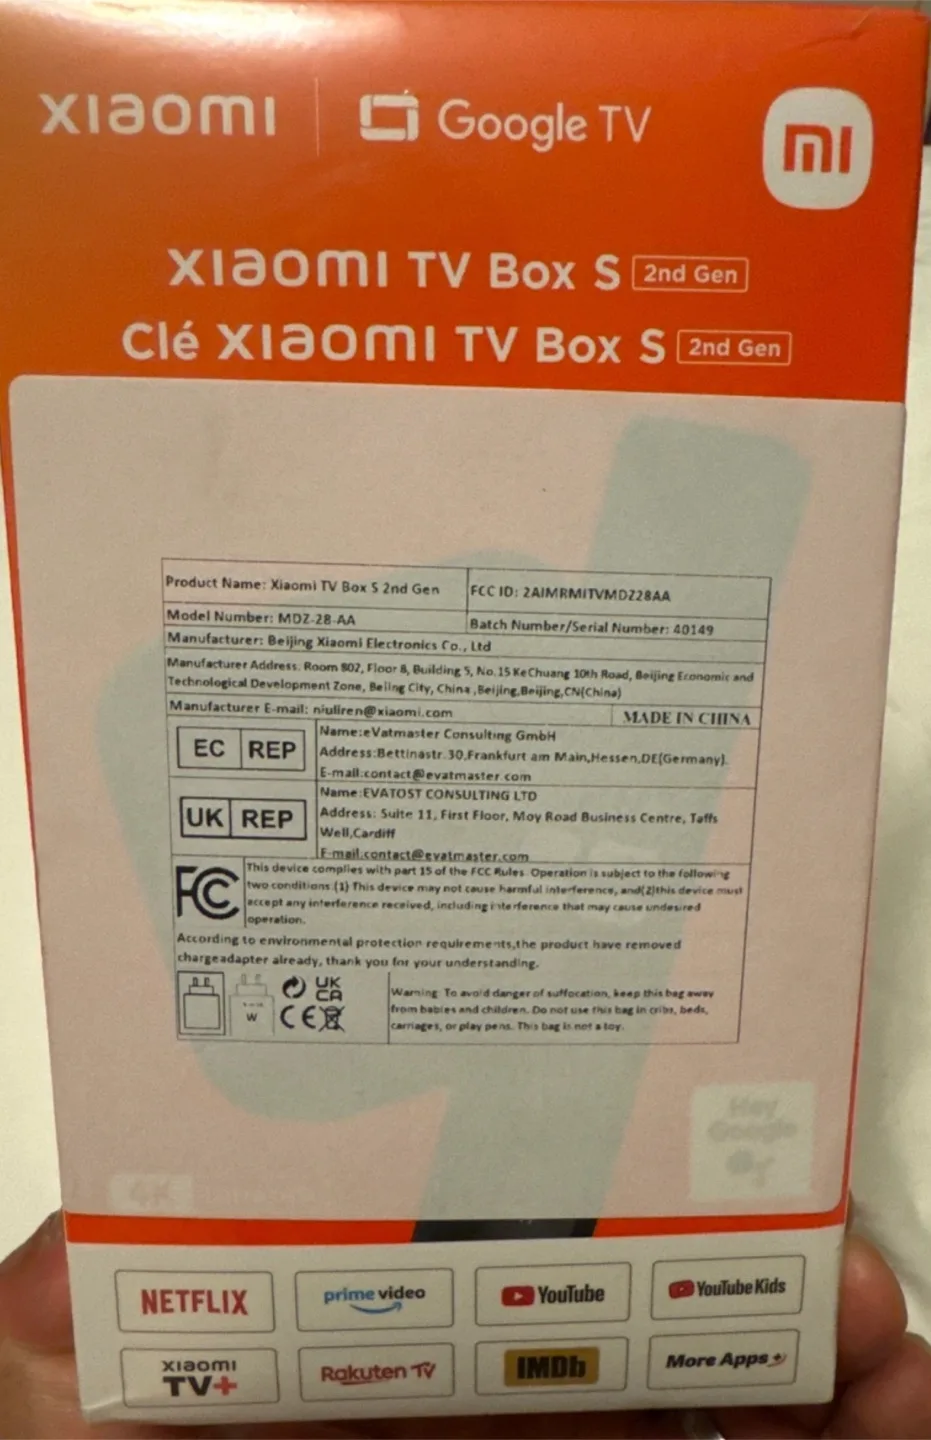 xiaomi | Google TV
mi
xiaomi TV Box S 2nd Gen
Clé xiaomi TV Box S 2nd Gen
Product Name: Xiaomi TV Box S 2nd Gen
FCC ID: 2AIMRMITVMDZ28AA
Model Number: MDZ-28-AA
Batch Number/Serial Number: 40149
Manufacturer: Beijing Xiaomi Electronics Co., Ltd
Manufacturer Address: Room 802, Floor 8, Building 5, No.15 KeChuang 10th Road, Beijing Economic and
Technological Development Zone, Beiing City, China ,Beijing,Beijing,CN(China)
Manufacturer E-mail: niuliren@xiaomi.com
MADE IN CHINA
EC REP
Name:eVatmaster Consulting GmbH
Address:Bettinastr.30,Frankfurt am Main,Hessen,DE(Germany).
E-mail:contact@evatmaster.com
UK REP
Name:EVATOST CONSULTING LTD
Address: Suite 11, First Floor, Moy Road Business Centre, Taffs
Well,Cardiff
E-mail:contact@evatmaster.com
FC
This device complies with part 15 of the FCC Rules. Operation is subject to the following
two conditions:(1) This device may not cause harmful interference, and(2)this device must
accept any interference received, including interference that may cause undesired
operation.
According to environmental protection requirements,the product have removed
chargeadapter already, thank you for your understanding.
W
UK
CA
CE
Warning: To avoid danger of suffocation, keep this bag away
from babies and children. Do not use this bag in cribs, beds,
carriages, or play pens. This bag is not a toy.
Hey
Google
4K
NETFLIX
prime video
YouTube
YouTube Kids
xiaomi
TV+
Rakuten TV
IMDb
More Apps+